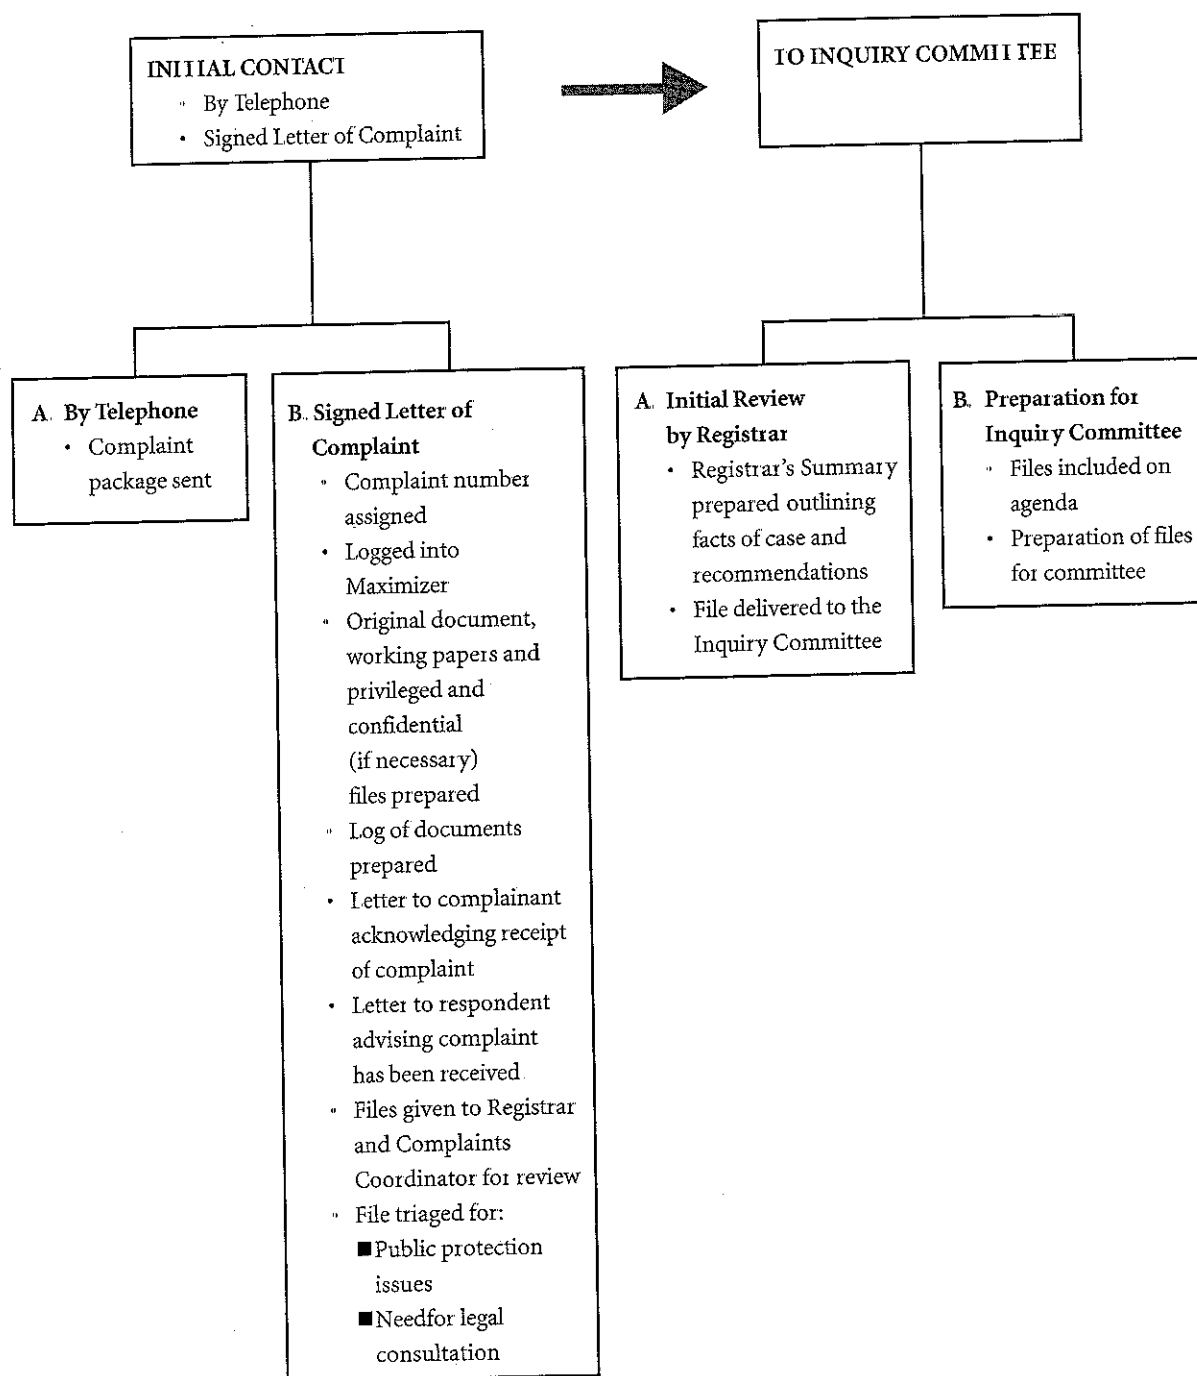 INITIAL CONTACT
• By Telephone
• Signed Letter of Complaint
TO INQUIRY COMMITTEE
A. By Telephone
• Complaint
package sent
B. Signed Letter of
Complaint
• Complaint number
assigned
• Logged into
Maximizer
• Original document,
working papers and
privileged and
confidential
(if necessary)
files prepared
• Log of documents
prepared
• Letter to complainant
acknowledging receipt
of complaint
• Letter to respondent
advising complaint
has been received
• Files given to Registrar
and Complaints
Coordinator for review
• File triaged for:
■ Public protection
issues
■ Needfor legal
consultation
A. Initial Review
by Registrar
• Registrar's Summary
prepared outlining
facts of case and
recommendations
• File delivered to the
Inquiry Committee
B. Preparation for
Inquiry Committee
• Files included on
agenda
• Preparation of files
for committee